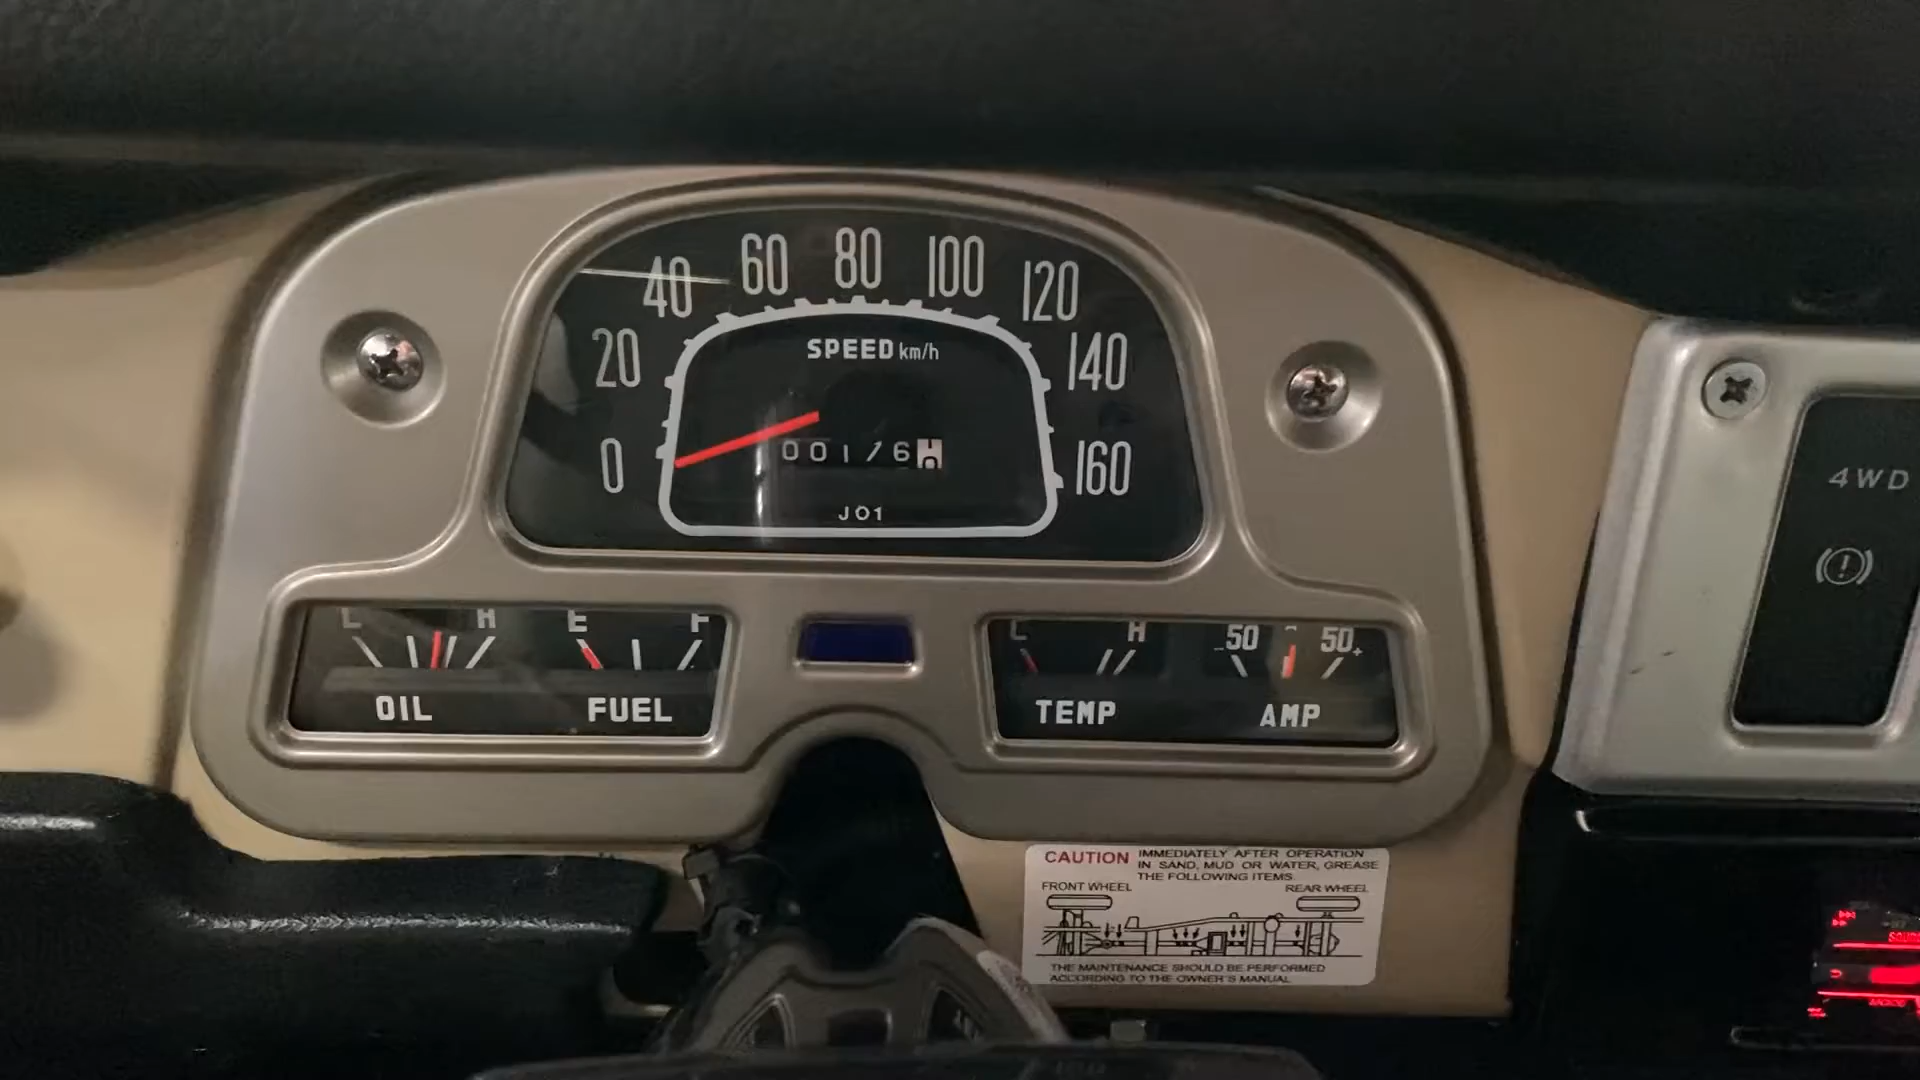 0 20 40 60 80 100 120 140 160
SPEED km/h
001764
J01
E F
OIL
FUEL
C H
-50 50+
TEMP
AMP
4WD
CAUTION IMMEDIATELY AFTER OPERATION
IN SAND, MUD OR WATER, GREASE
THE FOLLOWING ITEMS
FRONT WHEEL REAR WHEEL
THE MAINTENANCE SHOULD BE PERFORMED
ACCORDING TO THE OWNER'S MANUAL